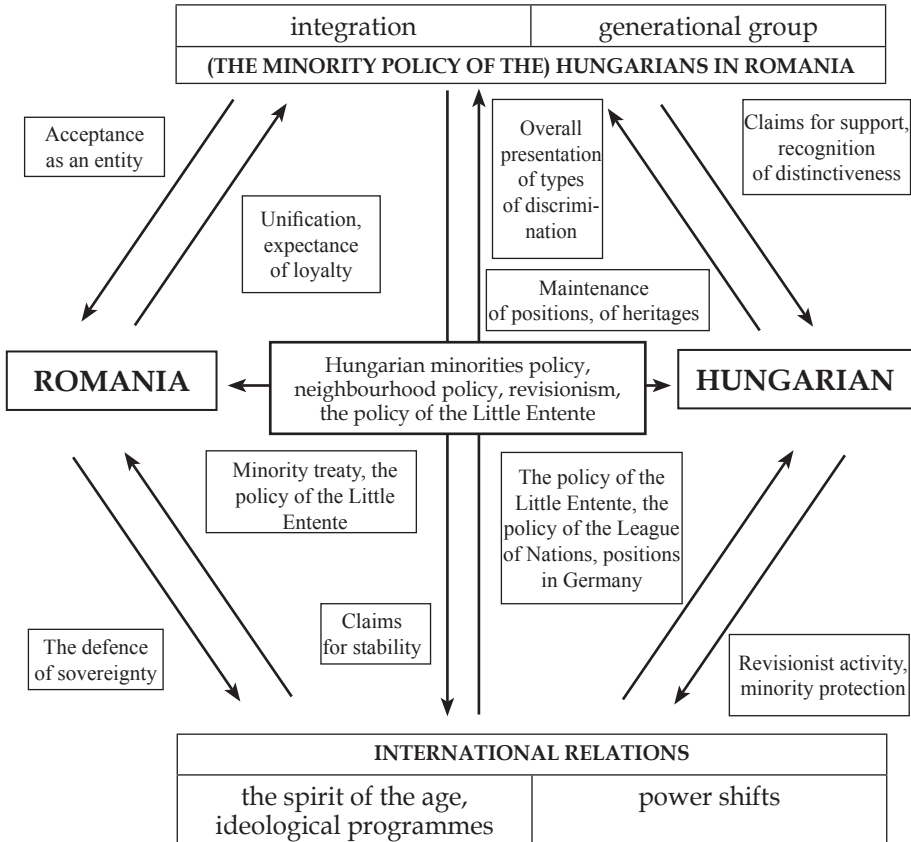 integration
generational group
(THE MINORITY POLICY OF THE) HUNGARIANS IN ROMANIA
Acceptance
as an entity
Unification,
expectance
of loyalty
Overall
presentation
of types
of discrimi-
nation
Claims for support,
recognition
of distinctiveness
Maintenance
of positions, of heritages
ROMANIA
Hungarian minorities policy,
neighbourhood policy, revisionism,
the policy of the Little Entente
HUNGARIAN
Minority treaty, the
policy of the Little
Entente
The policy of the
Little Entente, the
policy of the League
of Nations, positions
in Germany
The defence
of sovereignty
Claims
for stability
Revisionist activity,
minority protection
INTERNATIONAL RELATIONS
the spirit of the age,
ideological programmes
power shifts